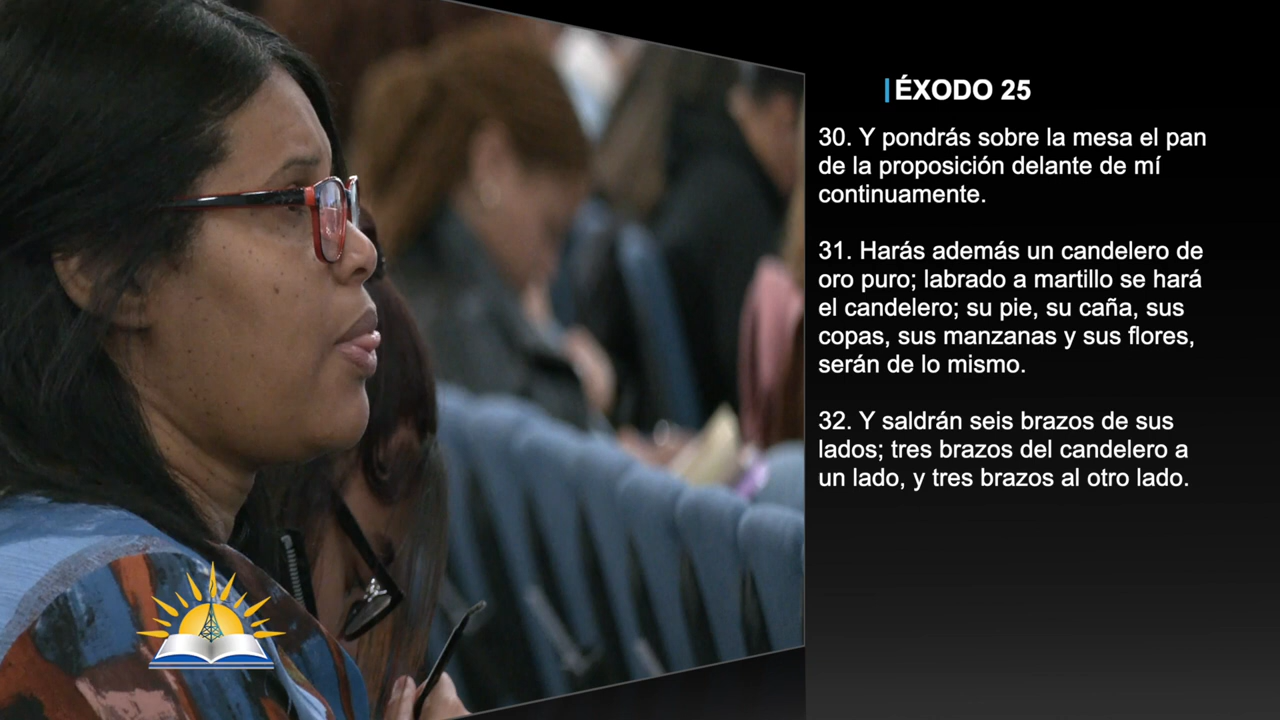 ÉXODO 25
30. Y pondrás sobre la mesa el pan
de la proposición delante de mí
continuamente.
31. Harás además un candelero de
oro puro; labrado a martillo se hará
el candelero; su pie, su caña, sus
copas, sus manzanas y sus flores,
serán de lo mismo.
32. Y saldrán seis brazos de sus
lados; tres brazos del candelero a
un lado, y tres brazos al otro lado.